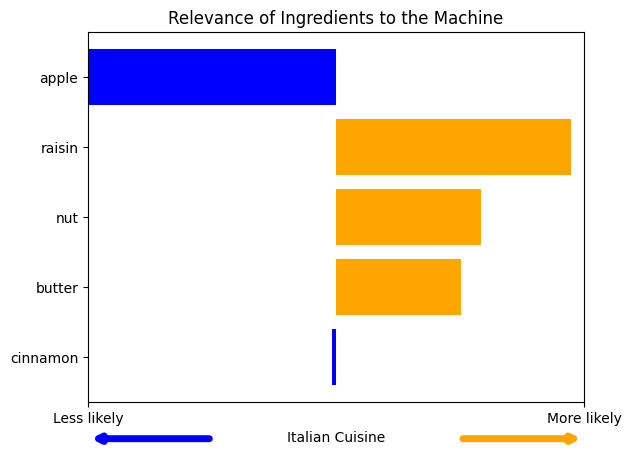 Relevance of Ingredients to the Machine
apple
raisin
nut
butter
cinnamon
Less likely
More likely
Italian Cuisine